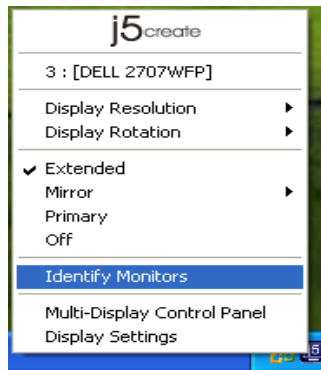 j5create
3 : [DELL 2707WFP]
Display Resolution
Display Rotation
Extended
Mirror
Primary
Off
Identify Monitors
Multi-Display Control Panel
Display Settings